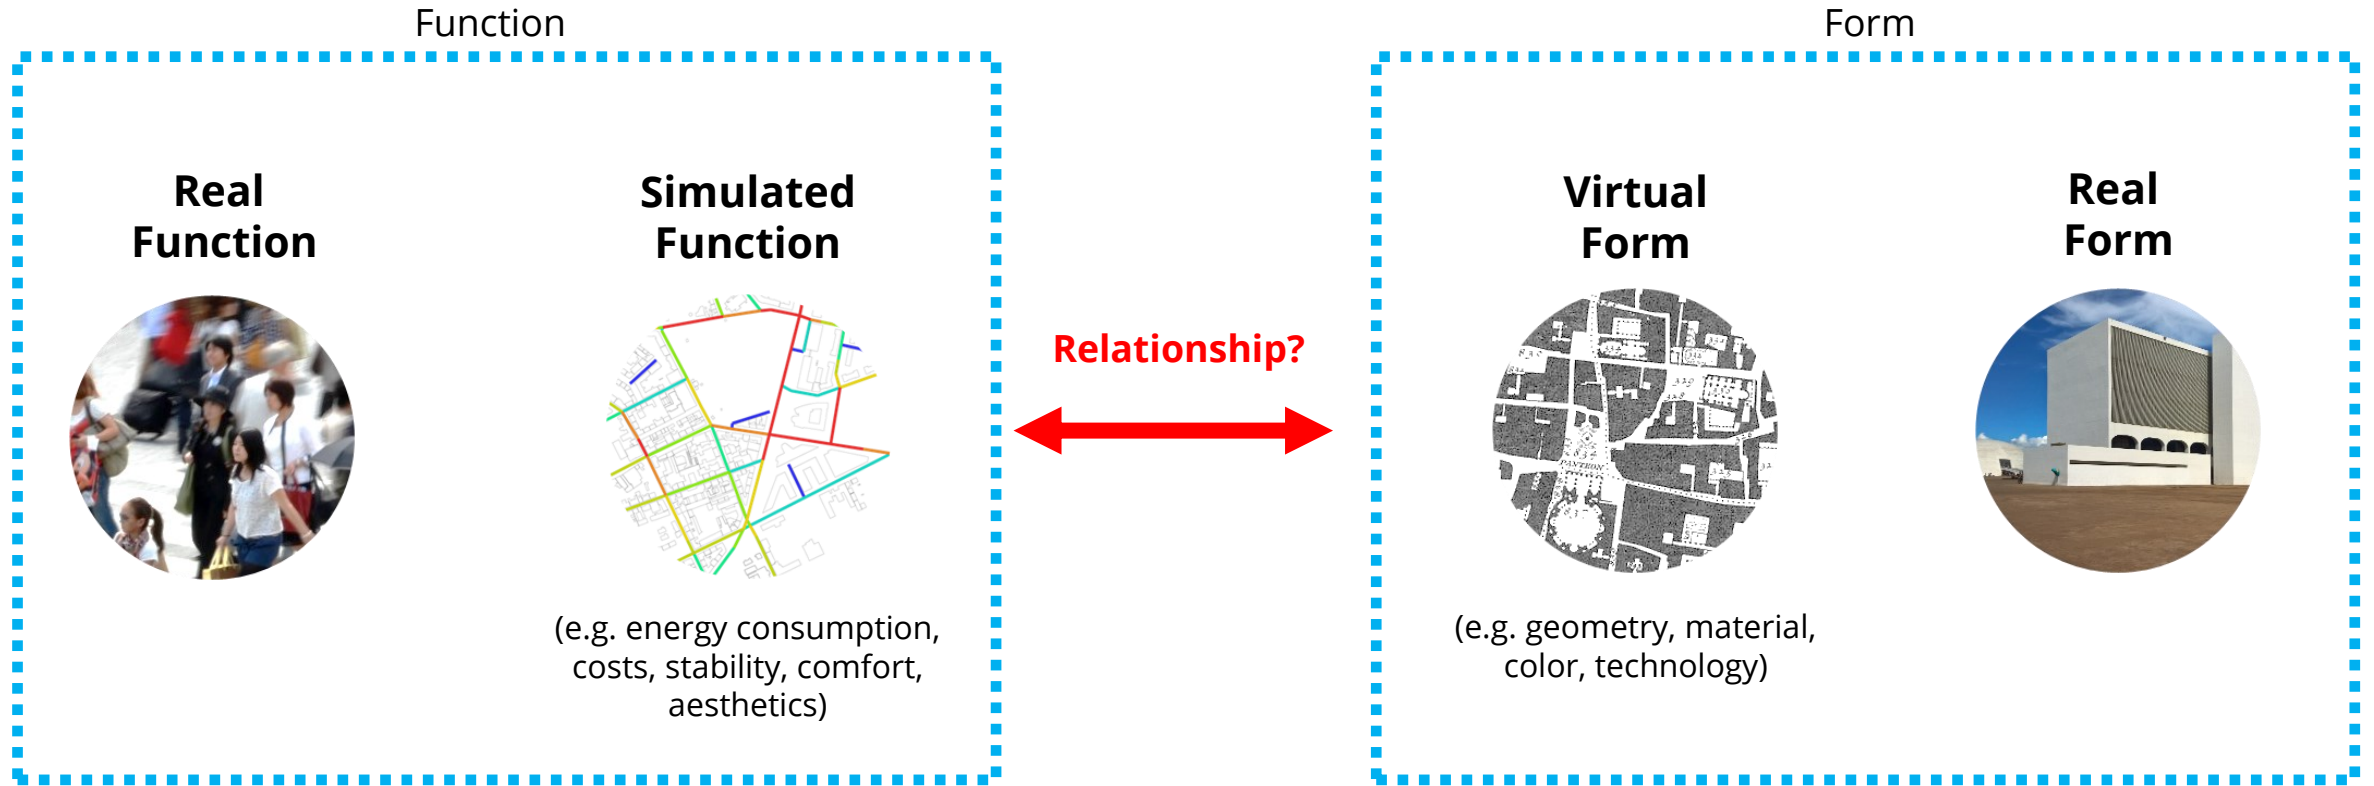 Function
Form
Real
Function
Simulated
Function
(e.g. energy consumption,
costs, stability, comfort,
aesthetics)
Relationship?
Virtual
Form
(e.g. geometry, material,
color, technology)
Real
Form